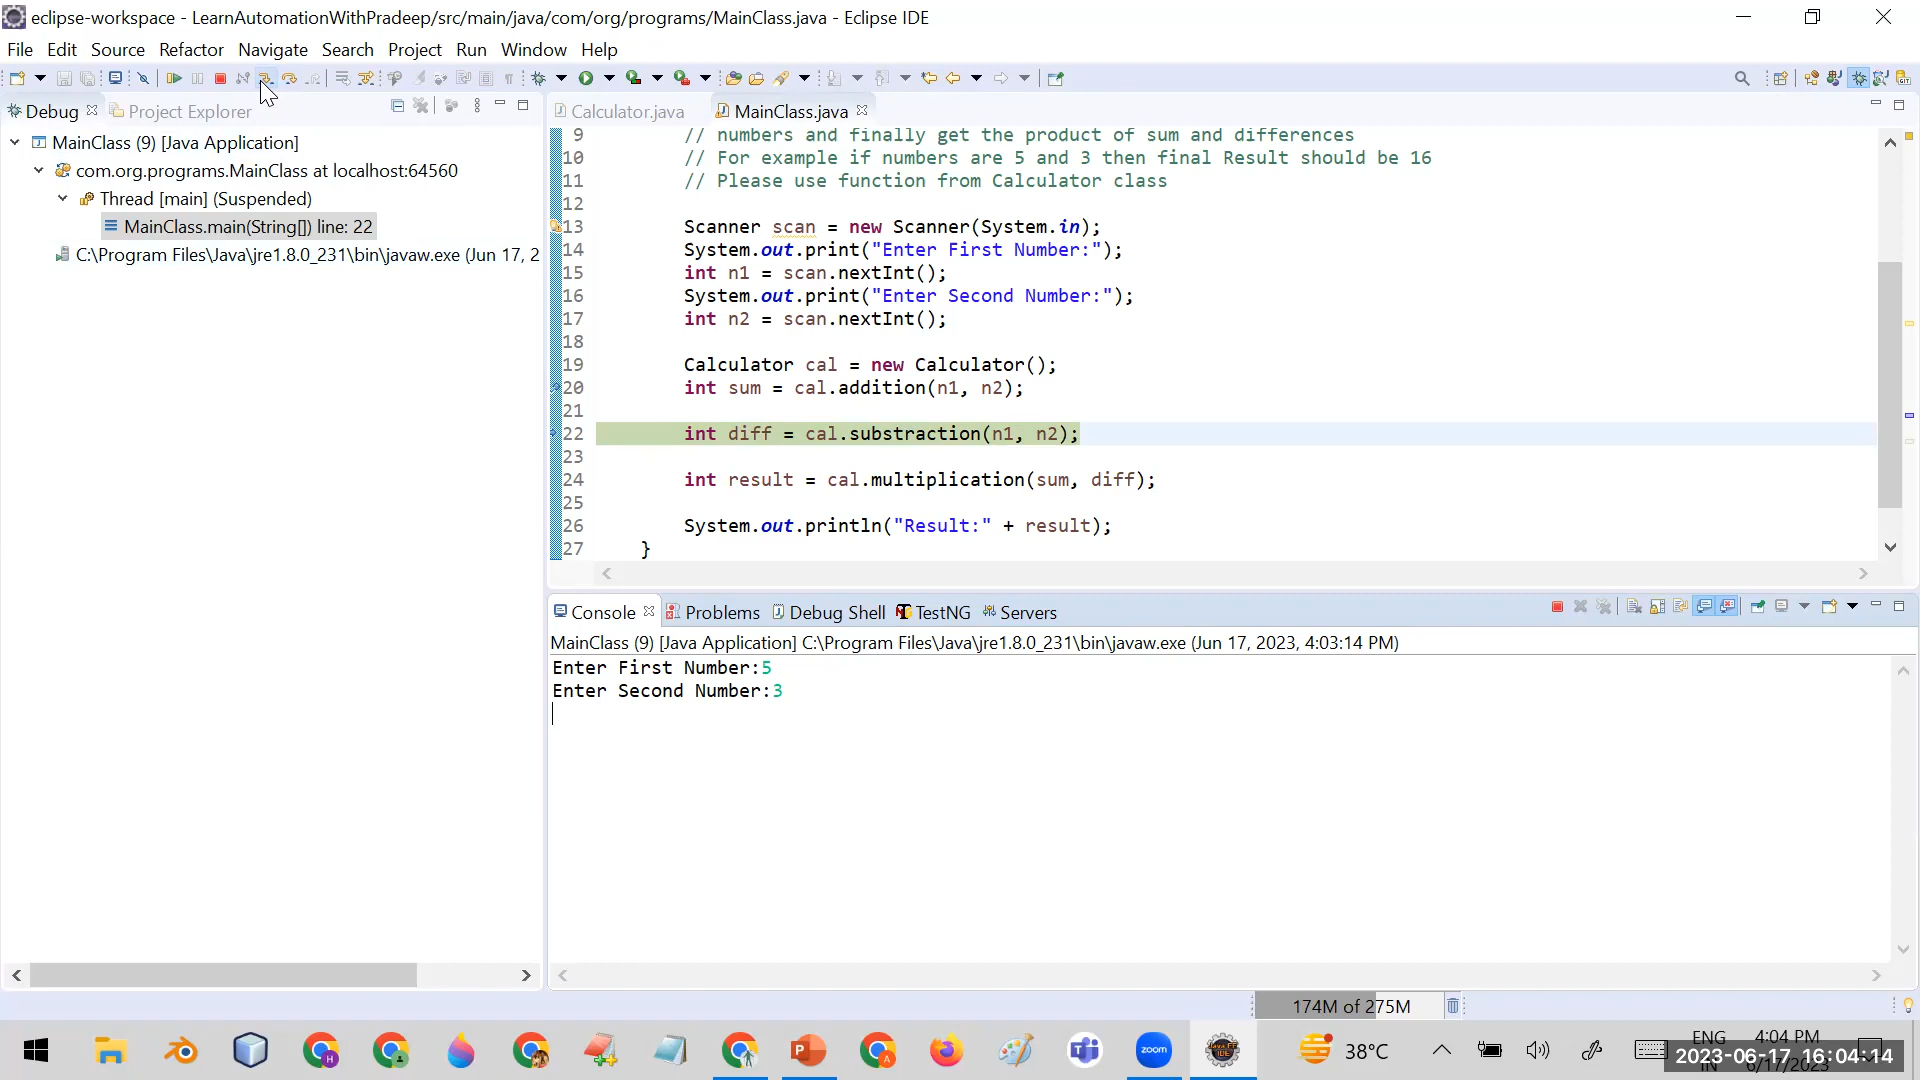 eclipse-workspace - LearnAutomationWithPradeep/src/main/java/com/org/programs/MainClass.java - Eclipse IDE
File Edit Source Refactor Navigate Search Project Run Window Help
Debug Project Explorer
MainClass (9) [Java Application]
com.org.programs.MainClass at localhost:64560
Thread [main] (Suspended)
MainClass.main(String[]) line: 22
C:\Program Files\Java\jre1.8.0_231\bin\javaw.exe (Jun 17, 2
Calculator.java MainClass.java
9 // numbers and finally get the product of sum and differences
10 // For example if numbers are 5 and 3 then final Result should be 16
11 // Please use function from Calculator class
12
13 Scanner scan = new Scanner(System.in);
14 System.out.print("Enter First Number:");
15 int n1 = scan.nextInt();
16 System.out.print("Enter Second Number:");
17 int n2 = scan.nextInt();
18
19 Calculator cal = new Calculator();
20 int sum = cal.addition(n1, n2);
21
22 int diff = cal.substraction(n1, n2);
23
24 int result = cal.multiplication(sum, diff);
25
26 System.out.println("Result:" + result);
27 }
Console Problems Debug Shell TestNG Servers
MainClass (9) [Java Application] C:\Program Files\Java\jre1.8.0_231\bin\javaw.exe (Jun 17, 2023, 4:03:14 PM)
Enter First Number:5
Enter Second Number:3
174M of 275M
zoom
38°C
ENG
4:04 PM
2023-06-17 16:04:14